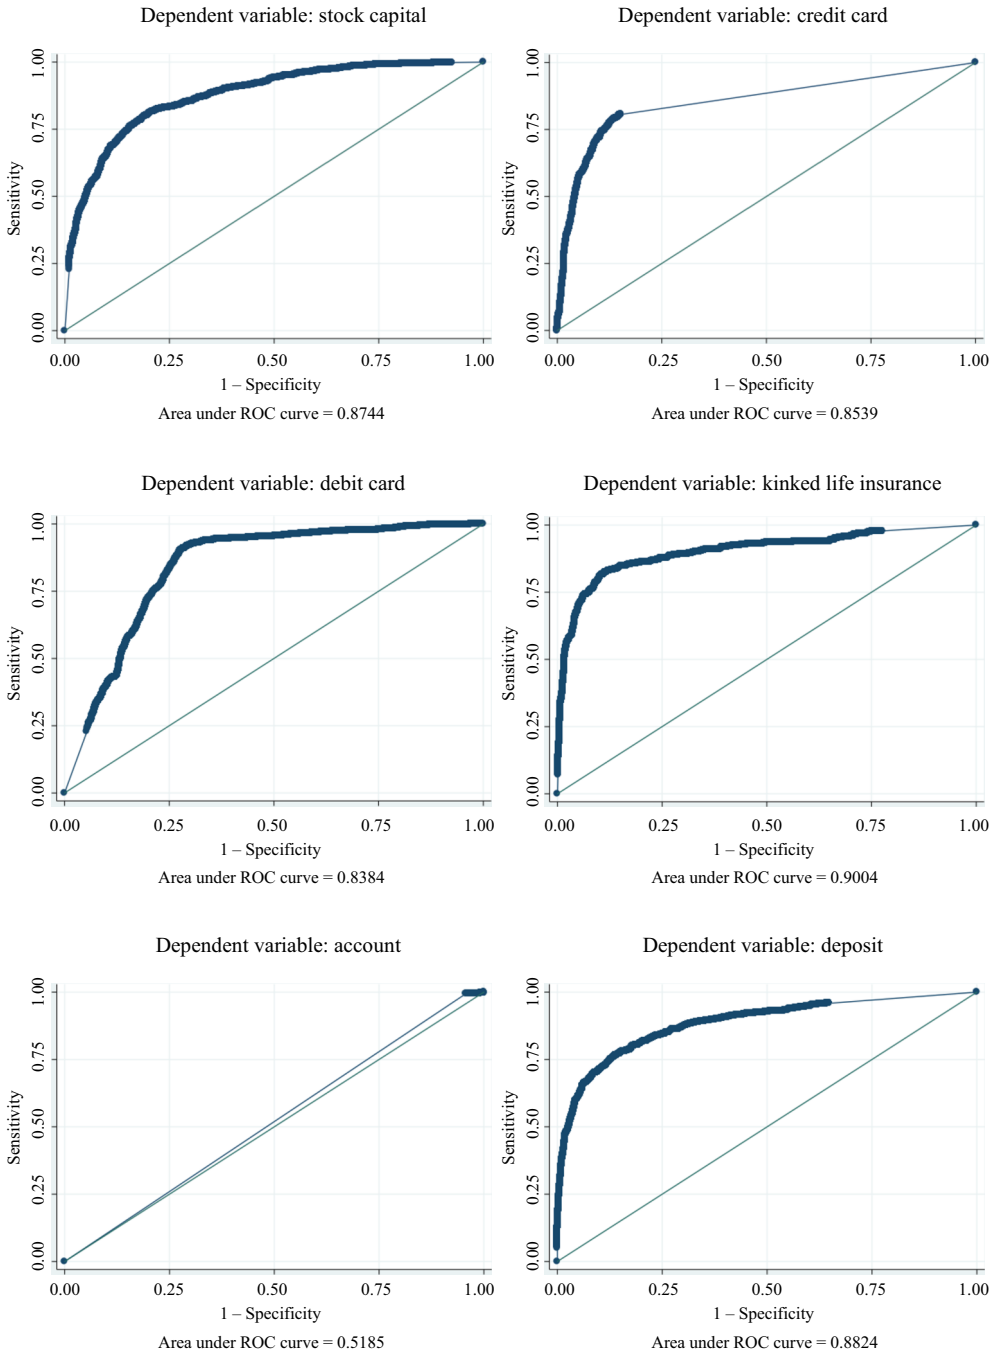 Dependent variable: stock capital
1.00
0.75
0.50
0.25
0.00
Sensitivity
0.00 0.25 0.50 0.75 1.00
1 – Specificity
Area under ROC curve = 0.8744
Dependent variable: credit card
1.00
0.75
0.50
0.25
0.00
Sensitivity
0.00 0.25 0.50 0.75 1.00
1 – Specificity
Area under ROC curve = 0.8539
Dependent variable: debit card
1.00
0.75
0.50
0.25
0.00
Sensitivity
0.00 0.25 0.50 0.75 1.00
1 – Specificity
Area under ROC curve = 0.8384
Dependent variable: kinked life insurance
1.00
0.75
0.50
0.25
0.00
Sensitivity
0.00 0.25 0.50 0.75 1.00
1 – Specificity
Area under ROC curve = 0.9004
Dependent variable: account
1.00
0.75
0.50
0.25
0.00
Sensitivity
0.00 0.25 0.50 0.75 1.00
1 – Specificity
Area under ROC curve = 0.5185
Dependent variable: deposit
1.00
0.75
0.50
0.25
0.00
Sensitivity
0.00 0.25 0.50 0.75 1.00
1 – Specificity
Area under ROC curve = 0.8824